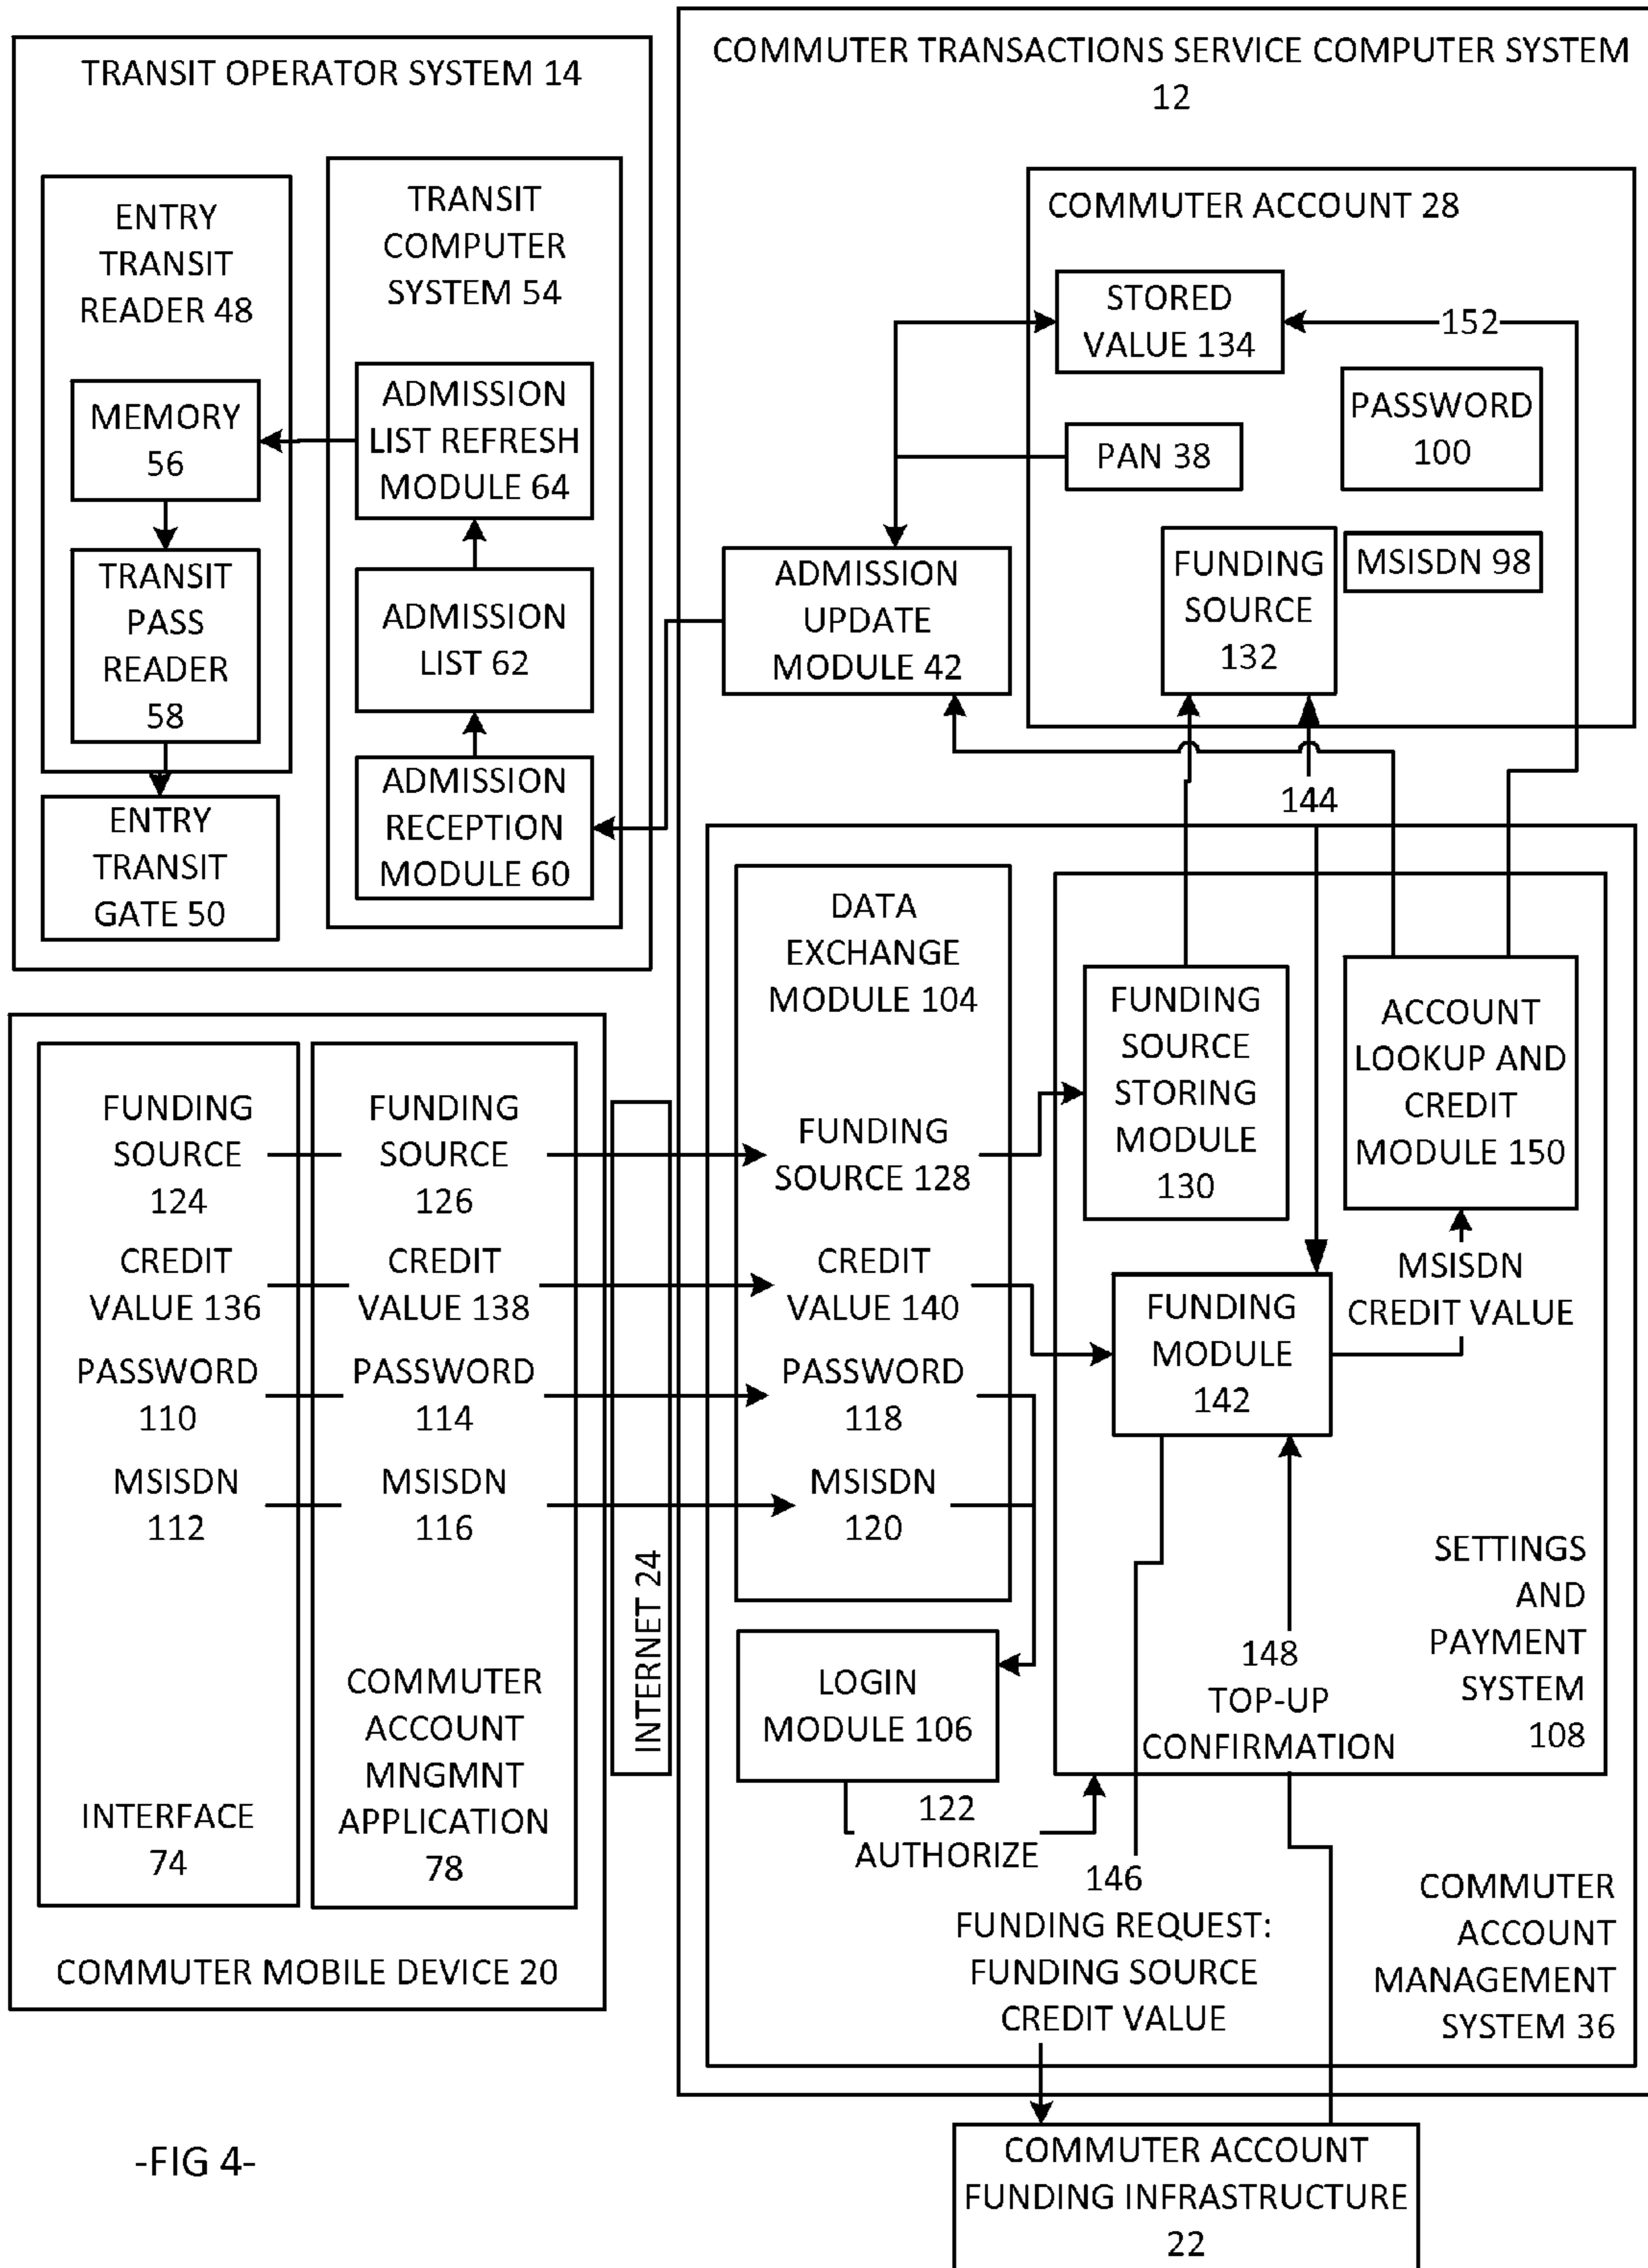 COMMUTER TRANSACTIONS SERVICE COMPUTER SYSTEM
12
TRANSIT OPERATOR SYSTEM 14
ENTRY
TRANSIT
READER 48
MEMORY
56
TRANSIT
PASS
READER
58
ENTRY
TRANSIT
GATE 50
TRANSIT
COMPUTER
SYSTEM 54
ADMISSION
LIST REFRESH
MODULE 64
ADMISSION
LIST 62
ADMISSION
RECEPTION
MODULE 60
COMMUTER ACCOUNT 28
STORED
VALUE 134
152
PASSWORD
100
PAN 38
FUNDING
SOURCE
132
MSISDN 98
ADMISSION
UPDATE
MODULE 42
144
DATA
EXCHANGE
MODULE 104
FUNDING
SOURCE 128
CREDIT
VALUE 140
PASSWORD
118
MSISDN
120
FUNDING
SOURCE
STORING
MODULE
130
ACCOUNT
LOOKUP AND
CREDIT
MODULE 150
MSISDN
CREDIT VALUE
FUNDING
MODULE
142
SETTINGS
AND
PAYMENT
SYSTEM
108
148
TOP-UP
CONFIRMATION
LOGIN
MODULE 106
122
AUTHORIZE
146
FUNDING REQUEST:
FUNDING SOURCE
CREDIT VALUE
COMMUTER
ACCOUNT
MANAGEMENT
SYSTEM 36
FUNDING
SOURCE
124
CREDIT
VALUE 136
PASSWORD
110
MSISDN
112
INTERFACE
74
FUNDING
SOURCE
126
CREDIT
VALUE 138
PASSWORD
114
MSISDN
116
COMMUTER
ACCOUNT
MNGMNT
APPLICATION
78
COMMUTER MOBILE DEVICE 20
INTERNET 24
COMMUTER ACCOUNT
FUNDING INFRASTRUCTURE
22
-FIG 4-